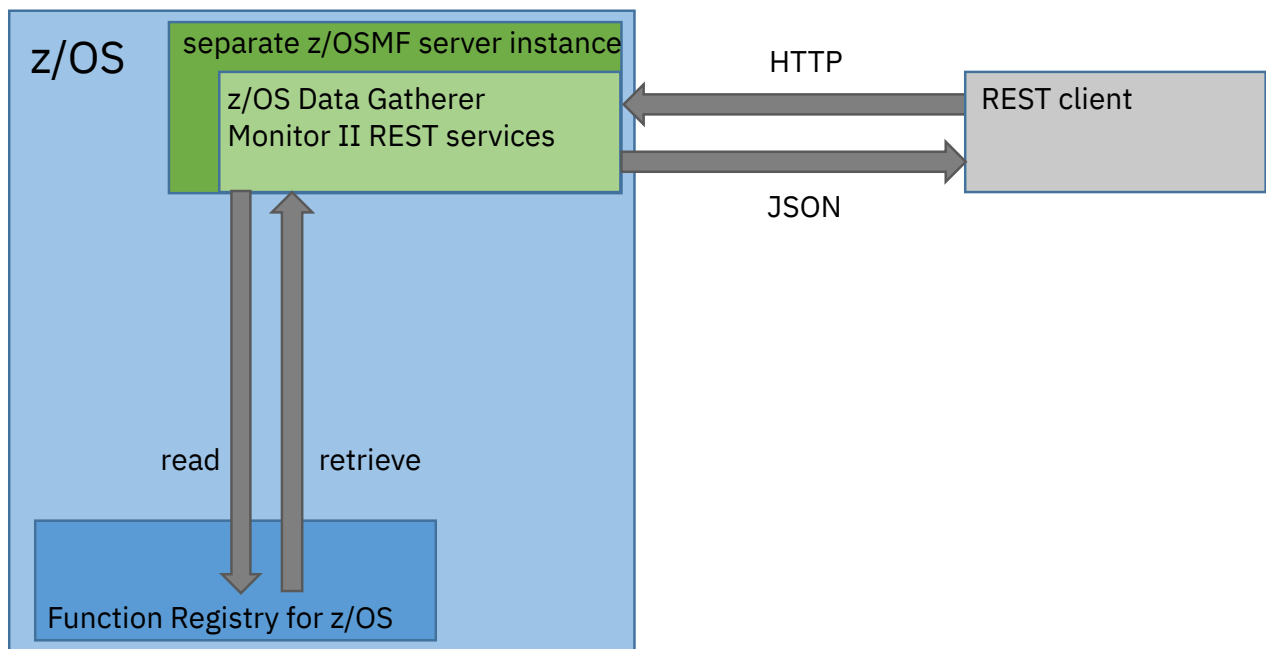 z/OS
separate z/OSMF server instance
z/OS Data Gatherer
Monitor II REST services
HTTP
REST client
JSON
read
retrieve
Function Registry for z/OS